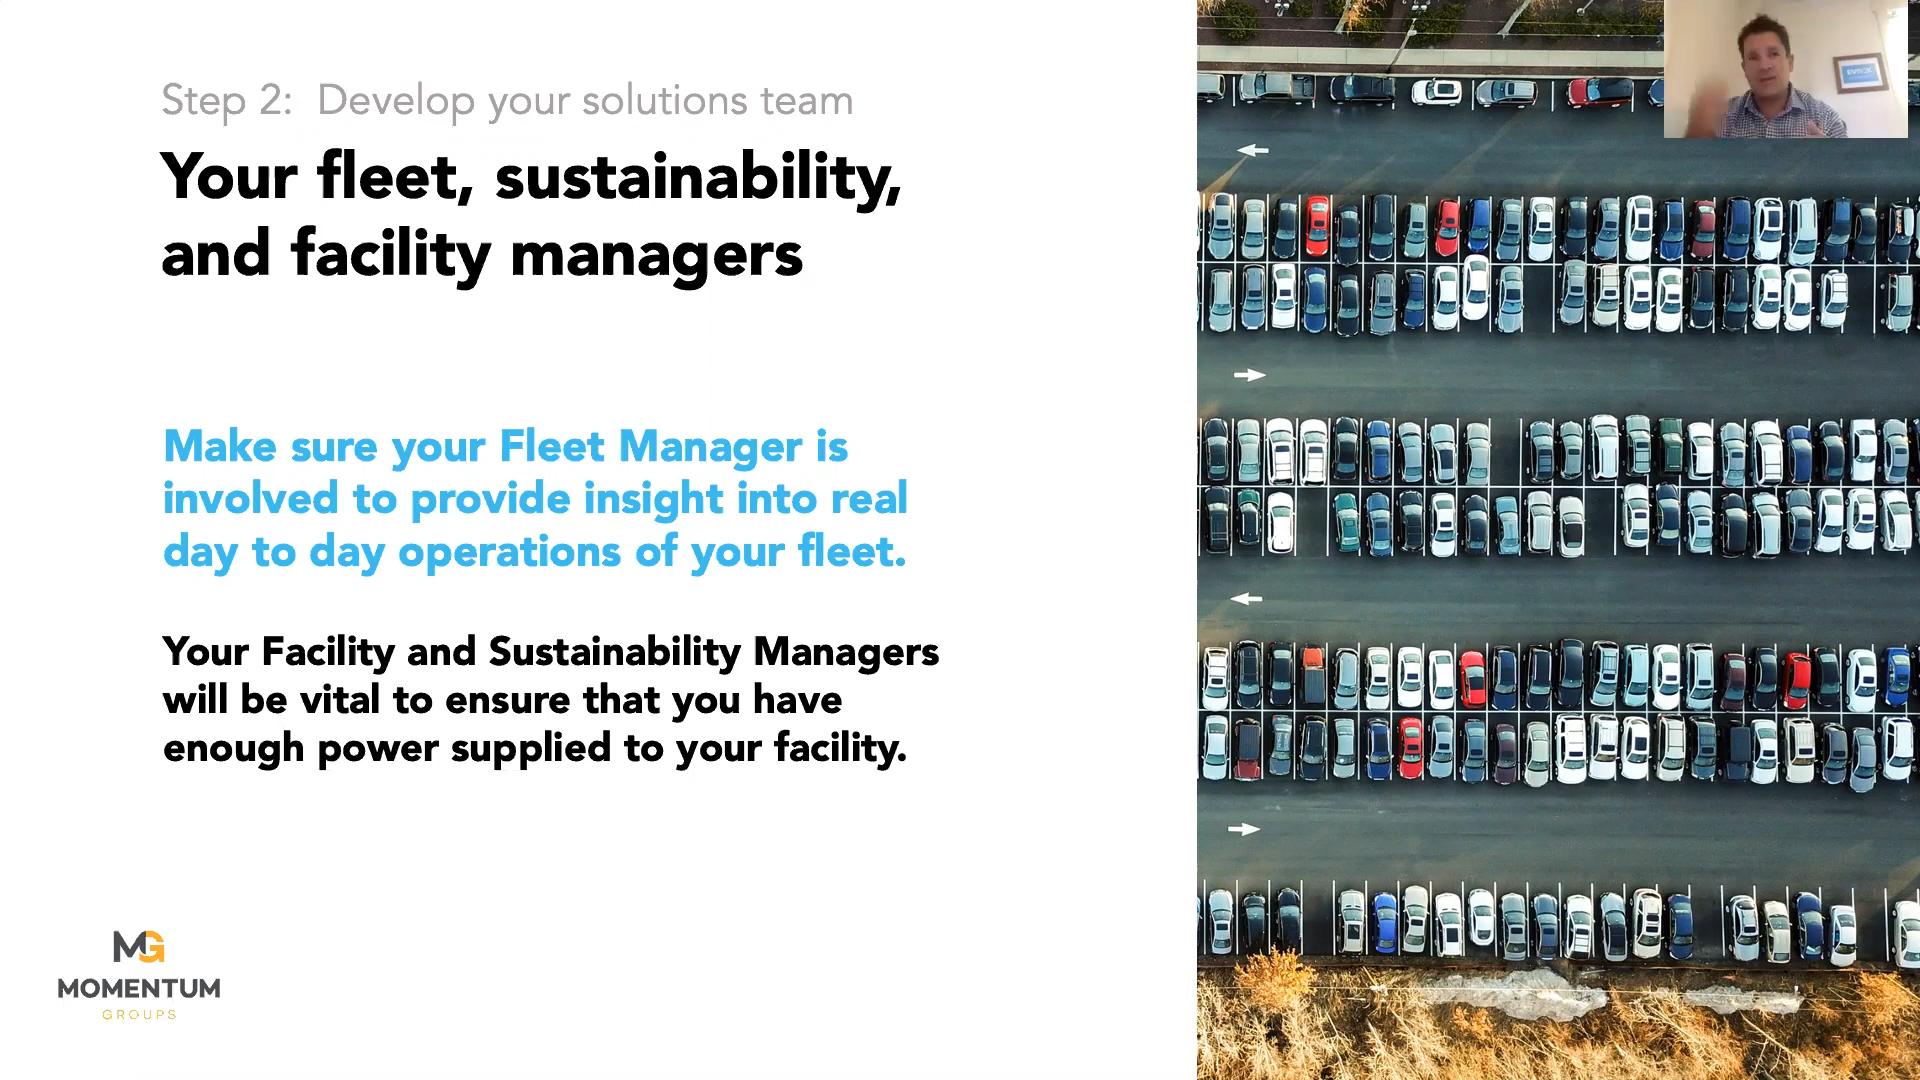 Step 2: Develop your solutions team
Your fleet, sustainability,
and facility managers
Make sure your Fleet Manager is
involved to provide insight into real
day to day operations of your fleet.
Your Facility and Sustainability Managers
will be vital to ensure that you have
enough power supplied to your facility.
MG
MOMENTUM
GROUPS